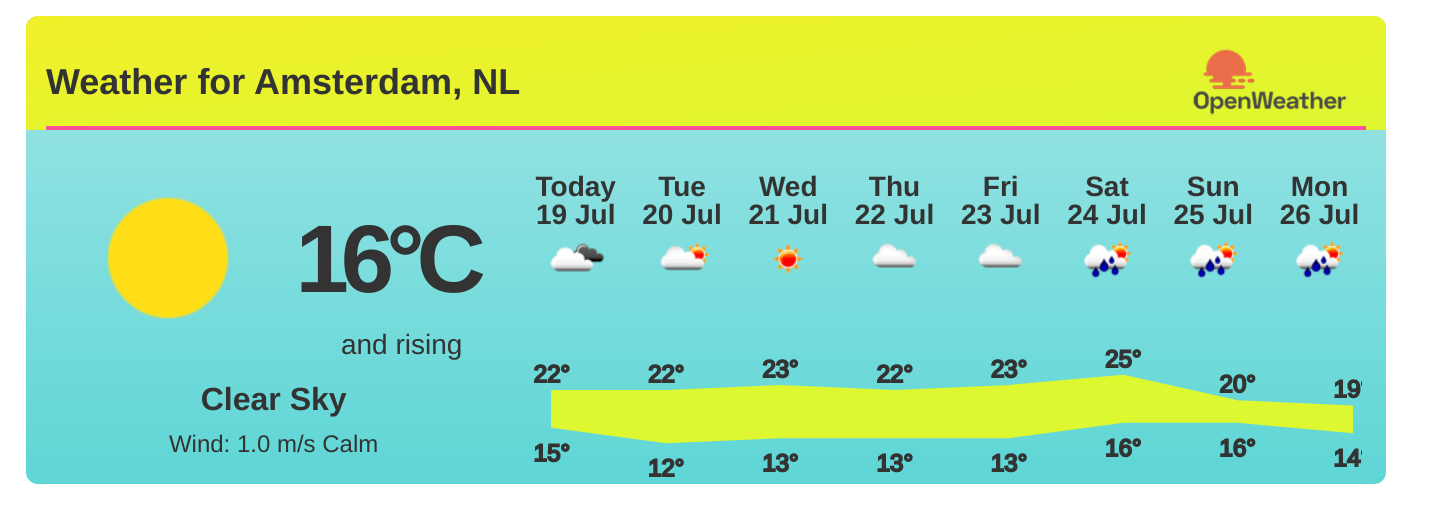 Weather for Amsterdam, NL
OpenWeather
16°C
and rising
Clear Sky
Wind: 1.0 m/s Calm
Today Tue Wed Thu Fri Sat Sun Mon
19 Jul 20 Jul 21 Jul 22 Jul 23 Jul 24 Jul 25 Jul 26 Jul
22° 22° 23° 22° 23° 25° 20° 19°
15° 12° 13° 13° 13° 16° 16° 14°